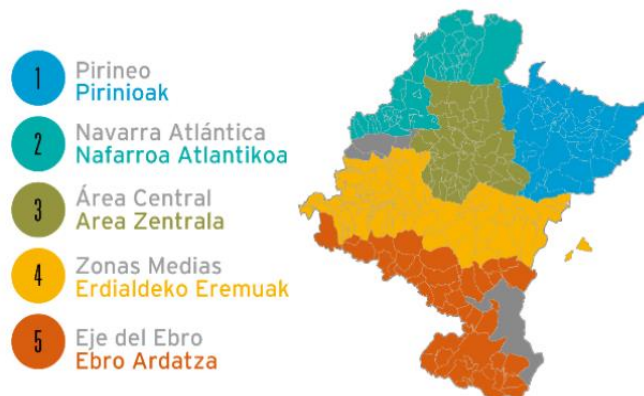 1
Pirineo
Pirinioak
2
Navarra Atlántica
Nafarroa Atlantikoa
3
Área Central
Area Zentrala
4
Zonas Medias
Erdialdeko Eremuak
5
Eje del Ebro
Ebro Ardatza